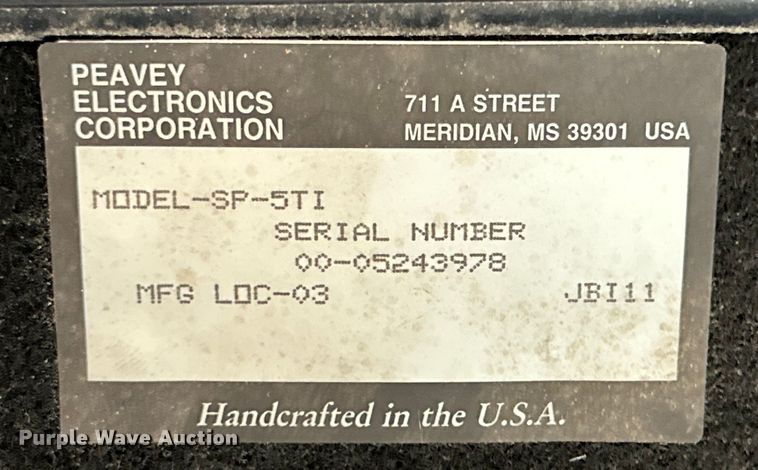 PEAVEY
ELECTRONICS
CORPORATION
711 A STREET
MERIDIAN, MS 39301 USA
MODEL-SP-5TI
SERIAL NUMBER
00-05243978
MFG LOC-03 JBI11
Handcrafted in the U.S.A.
Purple Wave Auction